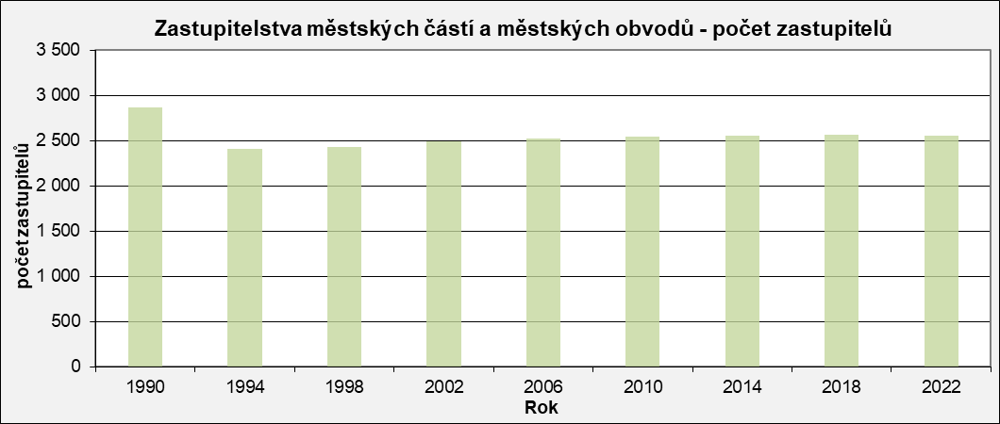 Zastupitelstva městských částí a městských obvodů - počet zastupitelů
počet zastupitelů
3 500
3 000
2 500
2 000
1 500
1 000
500
0
1990 1994 1998 2002 2006 2010 2014 2018 2022
Rok